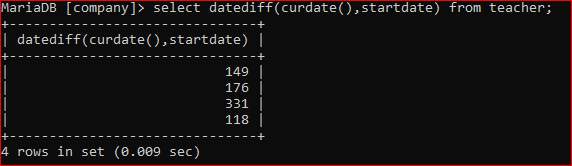 MariaDB [company]> select datediff(curdate(),startdate) from teacher;
+-------------------------------+
| datediff(curdate(),startdate) |
+-------------------------------+
|                           149 |
|                           176 |
|                           331 |
|                           118 |
+-------------------------------+
4 rows in set (0.009 sec)